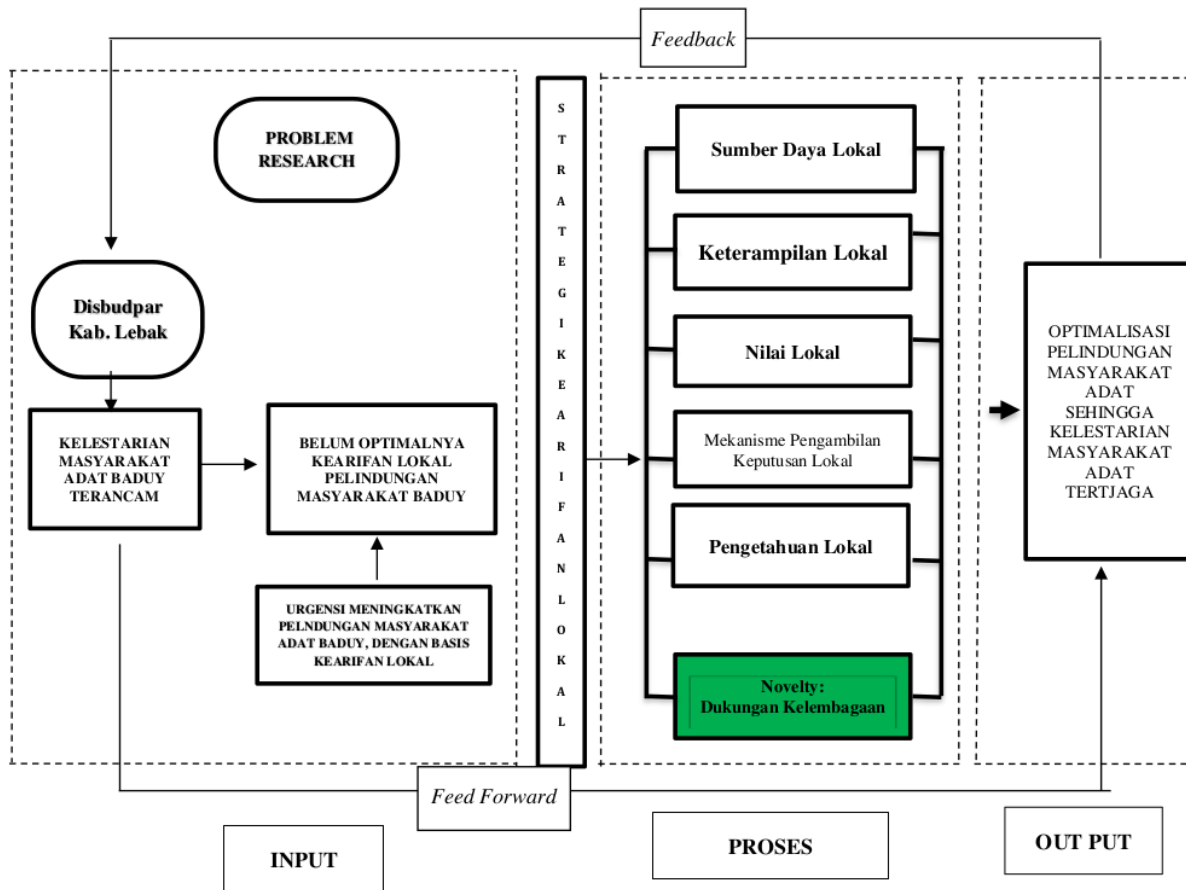 Feedback
PROBLEM
RESEARCH
Disbudpar
Kab. Lebak
KELESTARIAN
MASYARAKAT
ADAT BADUY
TERANCAM
BELUM OPTIMALNYA
KEARIFAN LOKAL
PELINDUNGAN
MASYARAKAT BADUY
URGENSI MENINGKATKAN
PELNDUNGAN MASYARAKAT
ADAT BADUY, DENGAN BASIS
KEARIFAN LOKAL
S
T
R
A
T
E
G
I
K
E
A
R
I
F
A
N
L
O
K
A
L
Sumber Daya Lokal
Keterampilan Lokal
Nilai Lokal
Mekanisme Pengambilan
Keputusan Lokal
Pengetahuan Lokal
Novelty:
Dukungan Kelembagaan
OPTIMALISASI
PELINDUNGAN
MASYARAKAT
ADAT
SEHINGGA
KELESTARIAN
MASYARAKAT
ADAT
TERTJAGA
Feed Forward
INPUT
PROSES
OUT PUT